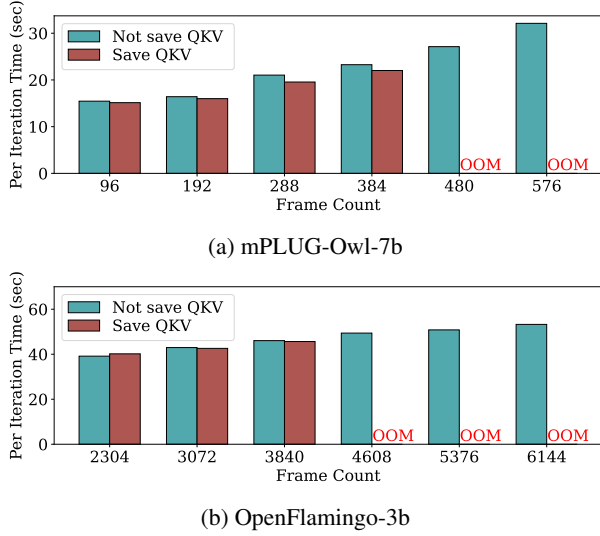 Per Iteration Time (sec)
30
20
10
0
Not save QKV
Save QKV
OOM OOM
96 192 288 384 480 576
Frame Count
(a) mPLUG-Owl-7b
Per Iteration Time (sec)
60
40
20
0
Not save QKV
Save QKV
OOM OOM OOM
2304 3072 3840 4608 5376 6144
Frame Count
(b) OpenFlamingo-3b